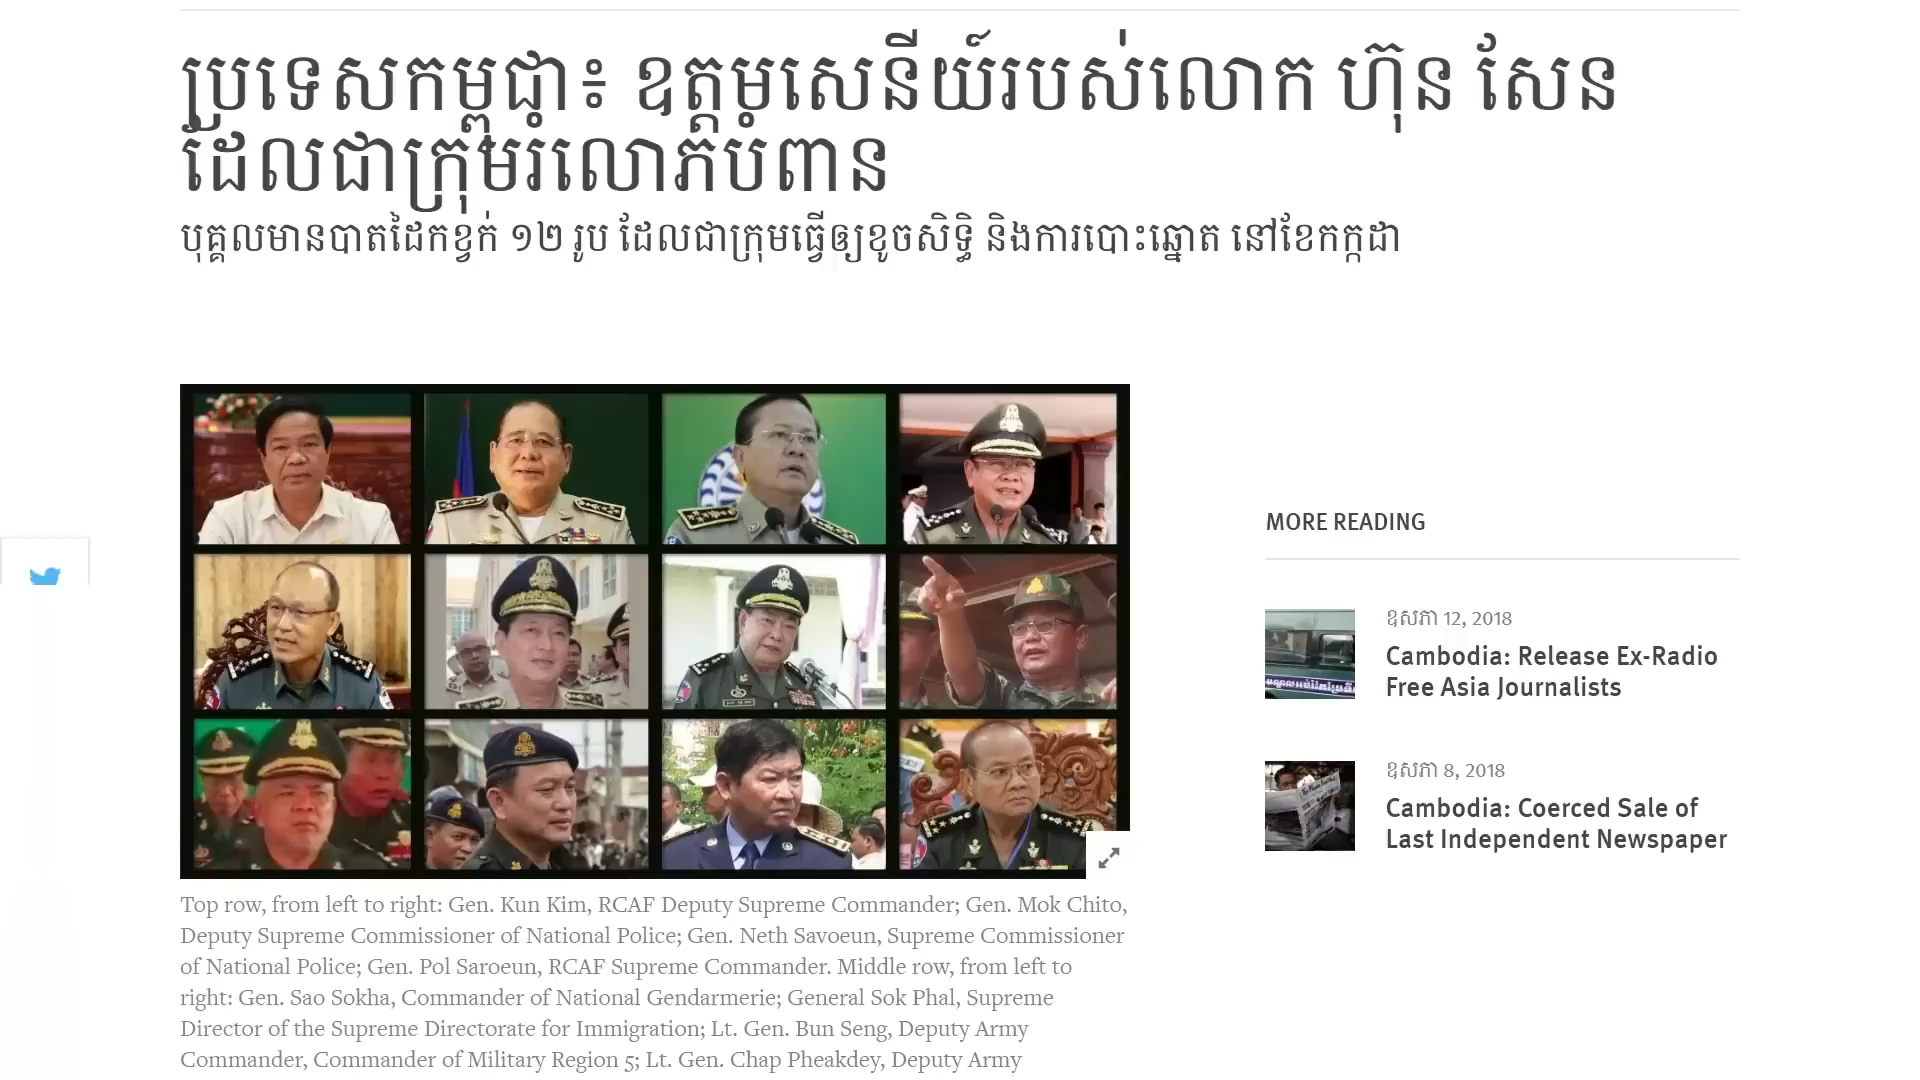 ប្រទេសកម្ពុជា៖ ឧត្តមសេនីយ៍របស់លោក ហ៊ុន សែន
ដែលជាក្រុមរំលោភបំពាន
បុគ្គលមានបាតដៃកខ្វក់ ១២ រូប ដែលជាក្រុមធ្វើឲ្យខូចសិទ្ធិ និងការបោះឆ្នោត នៅខែកក្កដា
Top row, from left to right: Gen. Kun Kim, RCAF Deputy Supreme Commander; Gen. Mok Chito,
Deputy Supreme Commissioner of National Police; Gen. Neth Savoeun, Supreme Commissioner
of National Police; Gen. Pol Saroeun, RCAF Supreme Commander. Middle row, from left to
right: Gen. Sao Sokha, Commander of National Gendarmerie; General Sok Phal, Supreme
Director of the Supreme Directorate for Immigration; Lt. Gen. Bun Seng, Deputy Army
Commander, Commander of Military Region 5; Lt. Gen. Chap Pheakdey, Deputy Army
MORE READING
ឧសភា 12, 2018
Cambodia: Release Ex-Radio
Free Asia Journalists
ឧសភា 8, 2018
Cambodia: Coerced Sale of
Last Independent Newspaper